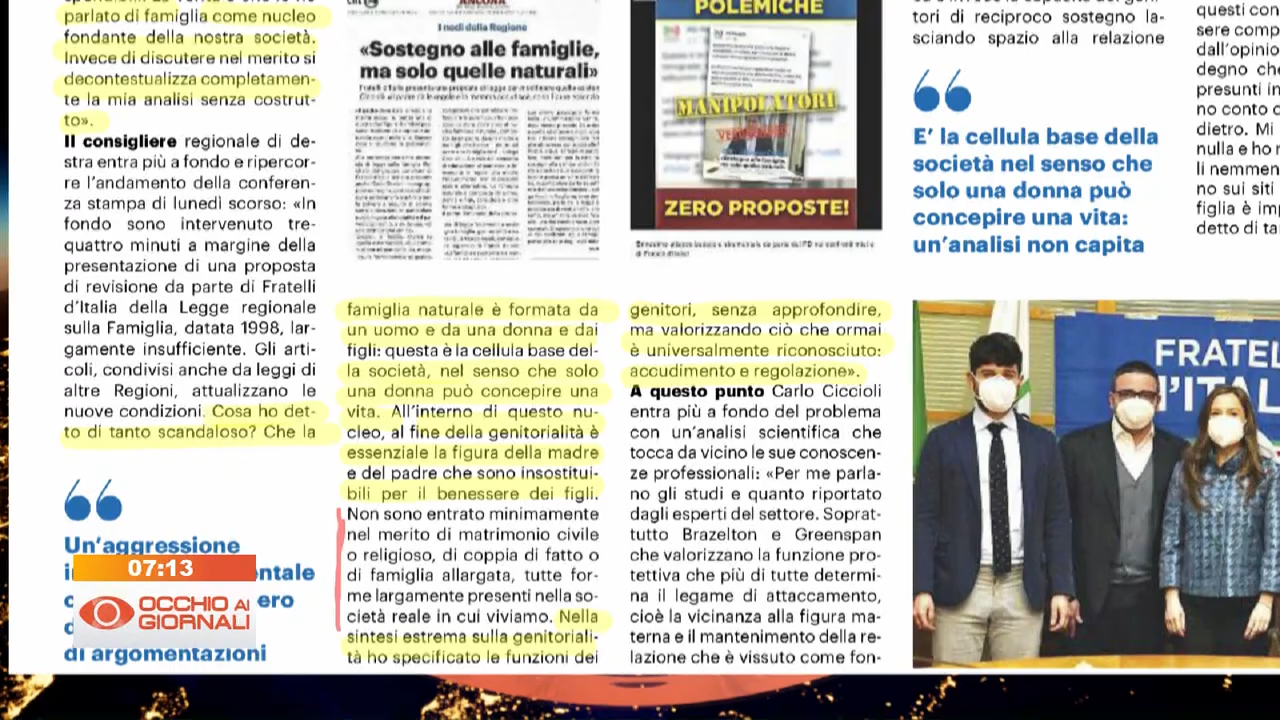 parlato di famiglia come nucleo
fondante della nostra società.
te la mia analisi senza costrut-
to».
Il consigliere regionale di de-
stra entra più a fondo e ripercor-
re l'andamento della conferen-
za stampa di lunedì scorso: «In
fondo sono intervenuto tre-
quattro minuti a margine della
presentazione di una proposta
di revisione da parte di Fratelli
d'Italia della Legge regionale
sulla Famiglia, datata 1998, lar-
gamente insufficiente. Gli arti-
coli, condivisi anche da leggi di
altre Regioni, attualizzano le
nuove condizioni. Cosa ho det-
to di tanto scandaloso? Che la
Un'aggressione
di argomentazioni
07:13
OCCHIO AI
GIORNALI
ANCONA
I nodi della Regione
«Sostegno alle famiglie,
ma solo quelle naturali»
famiglia naturale è formata da
un uomo e da una donna e dai
figli: questa è la cellula base del-
la società, nel senso che solo
una donna può concepire una
vita. All'interno di questo nu-
cleo, al fine della genitorialità è
essenziale la figura della madre
e del padre che sono insostitui-
bili per il benessere dei figli.
Non sono entrato minimamente
nel merito di matrimonio civile
o religioso, di coppia di fatto o
di famiglia allargata, tutte for-
me largamente presenti nella so-
cietà reale in cui viviamo. Nella
sintesi estrema sulla genitoriali-
tà ho specificato le funzioni dei
POLEMICHE
MANIPOLATORI
ZERO PROPOSTE!
genitori, senza approfondire,
ma valorizzando ciò che ormai
è universalmente riconosciuto:
accudimento e regolazione».
A questo punto Carlo Ciccioli
entra più a fondo del problema
con un'analisi scientifica che
tocca da vicino le sue conoscen-
ze professionali: «Per me parla-
no gli studi e quanto riportato
dagli esperti del settore. Soprat-
tutto Brazelton e Greenspan
che valorizzano la funzione pro-
tettiva che più di tutte determi-
na il legame di attaccamento,
cioè la vicinanza alla figura ma-
terna e il mantenimento della re-
lazione che è vissuto come fon-
tori di reciproco sostegno la-
sciando spazio alla relazione
E' la cellula base della
società nel senso che
solo una donna può
concepire una vita:
un'analisi non capita
FRATEL
D'ITAL
questi con
sere comp
dall'opinio
degno che
presunti in
o conto c
dietro. Mi
nulla e ho r
li nemmen
no gli stu
figlia è in
detto di ta